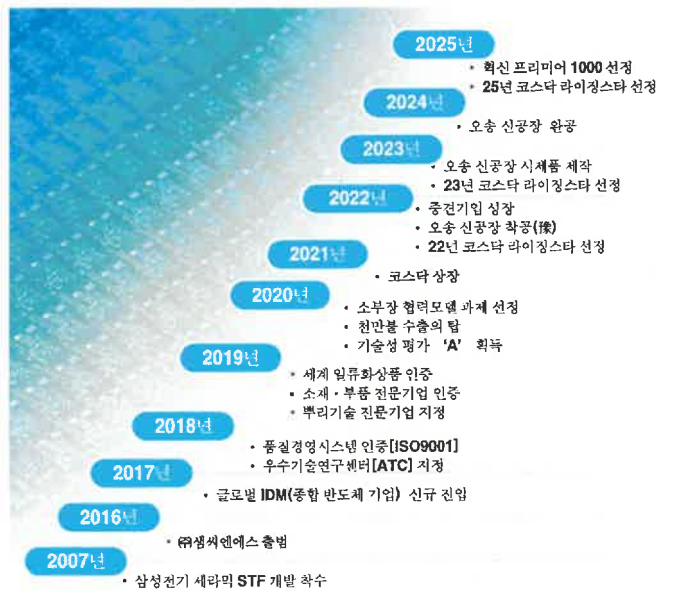 2025년
• 혁신 프리미어 1000 선정
• 25년 코스닥 라이징스타 선정
2024년
• 오송 신공장 완공
2023년
• 오송 신공장 시제품 제작
• 23년 코스닥 라이징스타 선정
2022년
• 중견기업 성장
• 오송 신공장 착공(豫)
• 22년 코스닥 라이징스타 선정
2021년
• 코스닥 상장
2020년
• 소부장 협력모델 과제 선정
• 천만불 수출의 탑
• 기술성 평가 ‘A’ 획득
2019년
• 세계 일류화상품 인증
• 소재・부품 전문기업 인증
• 뿌리기술 전문기업 지정
2018년
• 품질경영시스템 인증[ISO9001]
• 우수기술연구센터[ATC] 지정
2017년
• 글로벌 IDM(종합 반도체 기업) 신규 진입
2016년
• ㈜샘씨엔에스 출범
2007년
• 삼성전기 세라믹 STF 개발 착수